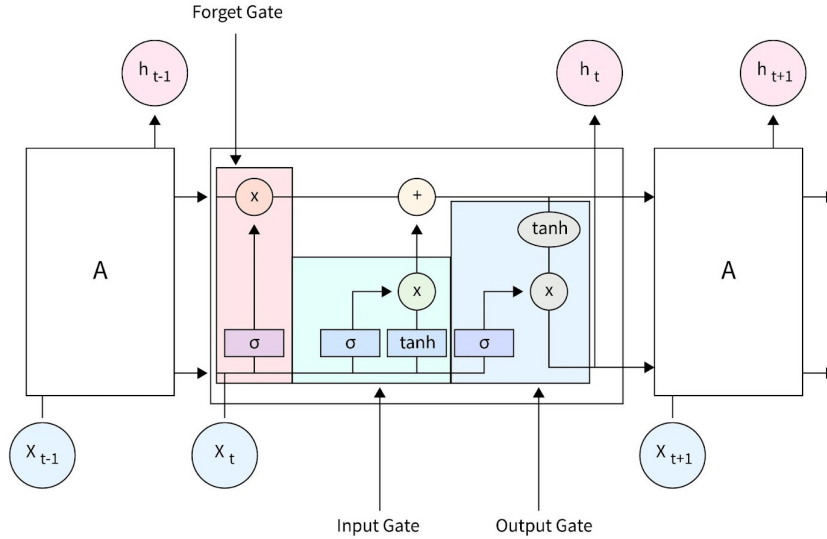 Forget Gate
h t-1
h t
h t+1
x
+
tanh
A
x
x
A
σ
σ
tanh
σ
X t-1
X t
X t+1
Input Gate
Output Gate